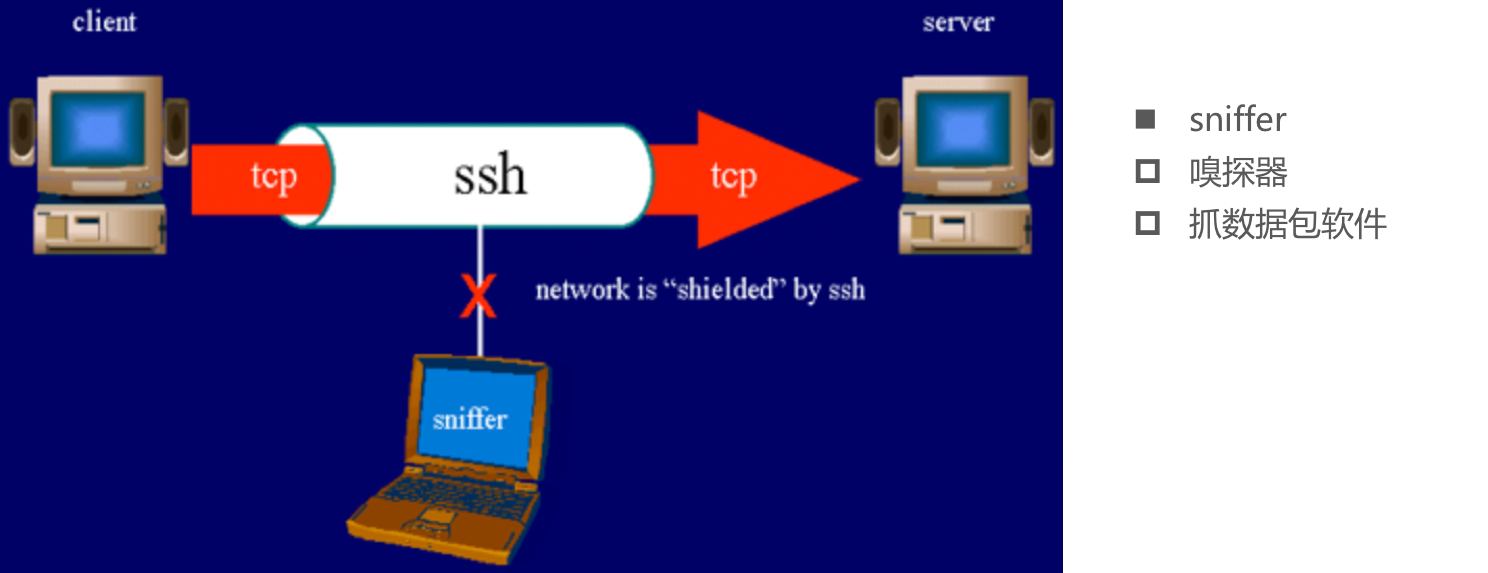 client
server
tcp
ssh
tcp
network is “shielded” by ssh
X
sniffer
sniffer
嗅探器
抓数据包软件